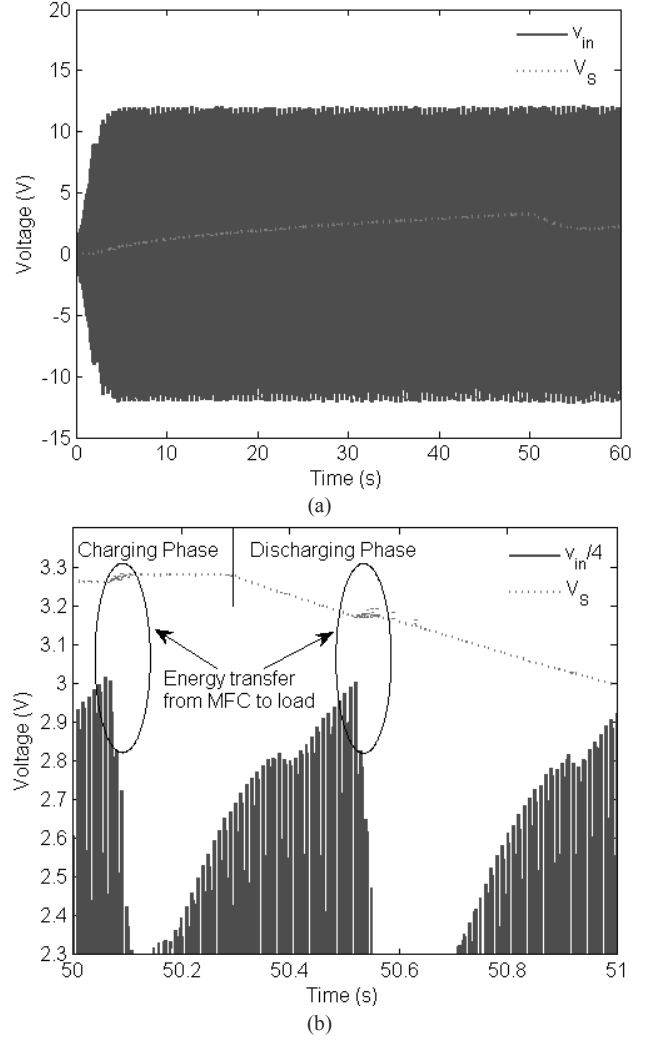 20
15
10
5
0
-5
-10
-15
Voltage (V)
v_in
V_S
0 10 20 30 40 50 60
Time (s)
(a)
Charging Phase
Discharging Phase
v_in/4
V_S
3.3
3.2
3.1
3
2.9
2.8
2.7
2.6
2.5
2.4
2.3
Voltage (V)
Energy transfer
from MFC to load
50 50.2 50.4 50.6 50.8 51
Time (s)
(b)